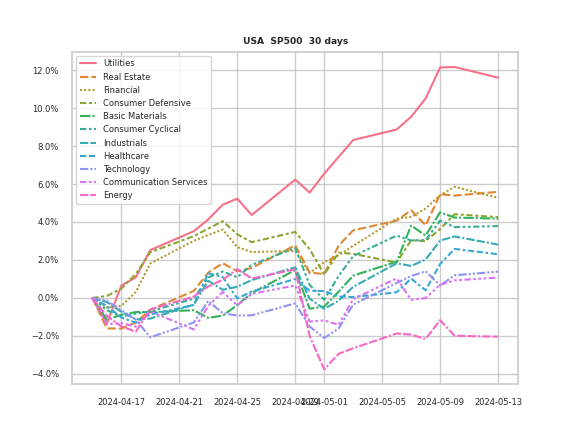 USA SP500 30 days
12.0%
10.0%
8.0%
6.0%
4.0%
2.0%
0.0%
−2.0%
−4.0%
Utilities
Real Estate
Financial
Consumer Defensive
Basic Materials
Consumer Cyclical
Industrials
Healthcare
Technology
Communication Services
Energy
2024-04-17 2024-04-21 2024-04-25 2024-04-29 2024-05-01 2024-05-05 2024-05-09 2024-05-13